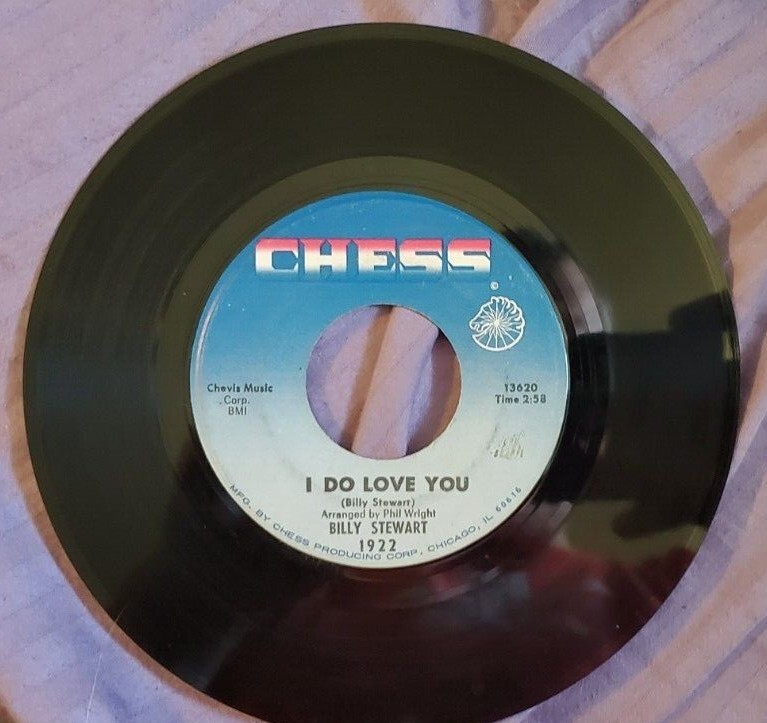 CHESS
©
Chevis Music
Corp.
BMI
13620
Time 2:58
I DO LOVE YOU
(Billy Stewart)
Arranged by Phil Wright
BILLY STEWART
1922
MFG. BY CHESS PRODUCING CORP., CHICAGO, IL 60616